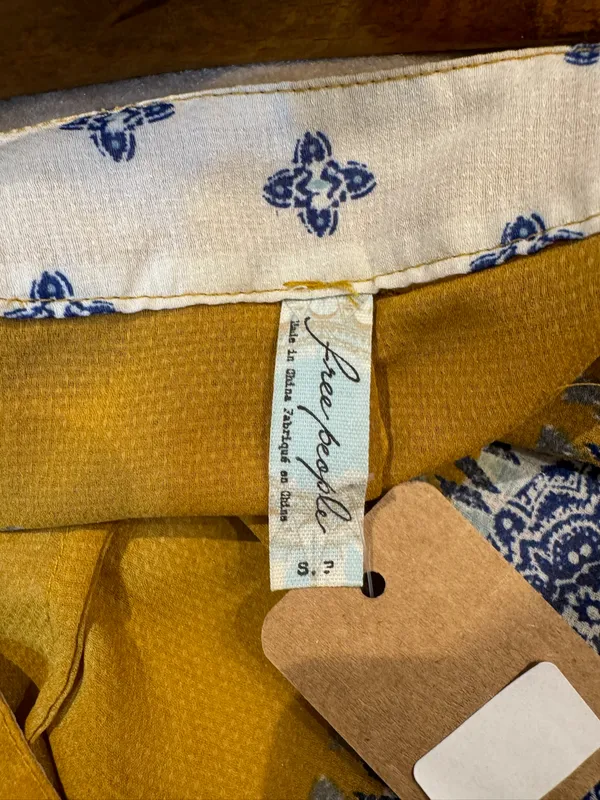 free people
Made in China Fabriqué en Chine
S. P.